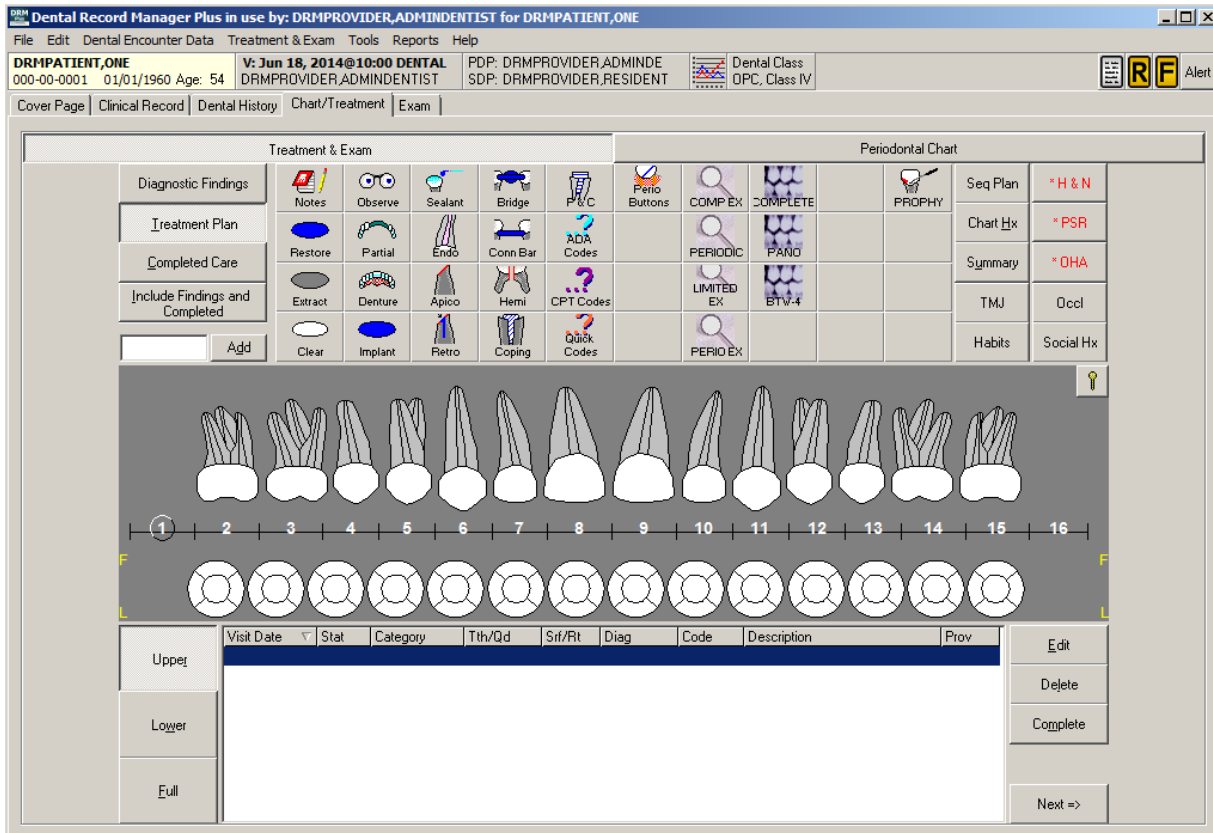 DRM Plus Dental Record Manager Plus in use by: DRMPROVIDER,ADMINDENTIST for DRMPATIENT,ONE
File Edit Dental Encounter Data Treatment & Exam Tools Reports Help
DRMPATIENT,ONE V: Jun 18, 2014@10:00 DENTAL PDP: DRMPROVIDER,ADMINDE Dental Class
000-00-0001 01/01/1960 Age: 54 DRMPROVIDER,ADMINDENTIST SDP: DRMPROVIDER,RESIDENT OPC, Class IV R F Alert
Cover Page Clinical Record Dental History Chart/Treatment Exam
Treatment & Exam Periodontal Chart
Diagnostic Findings Notes Observe Sealant Bridge P & C Perio Buttons COMP EX COMPLETE PROPHY Seq Plan * H & N
Treatment Plan Restore Partial Endo Conn Bar ADA Codes PERIODIC PANO Chart Hx * PSR
Completed Care Extract Denture Apico Hemi CPT Codes LIMITED EX BTW-4 Summary * OHA
Include Findings and Completed TMJ Occl
Add Clear Implant Retro Coping Quick Codes PERIO EX Habits Social Hx
1 2 3 4 5 6 7 8 9 10 11 12 13 14 15 16
F F
L L
Visit Date Stat Category Tth/Qd Srf/Rt Diag Code Description Prov
Upper Edit
Delete
Lower Complete
Full Next =>